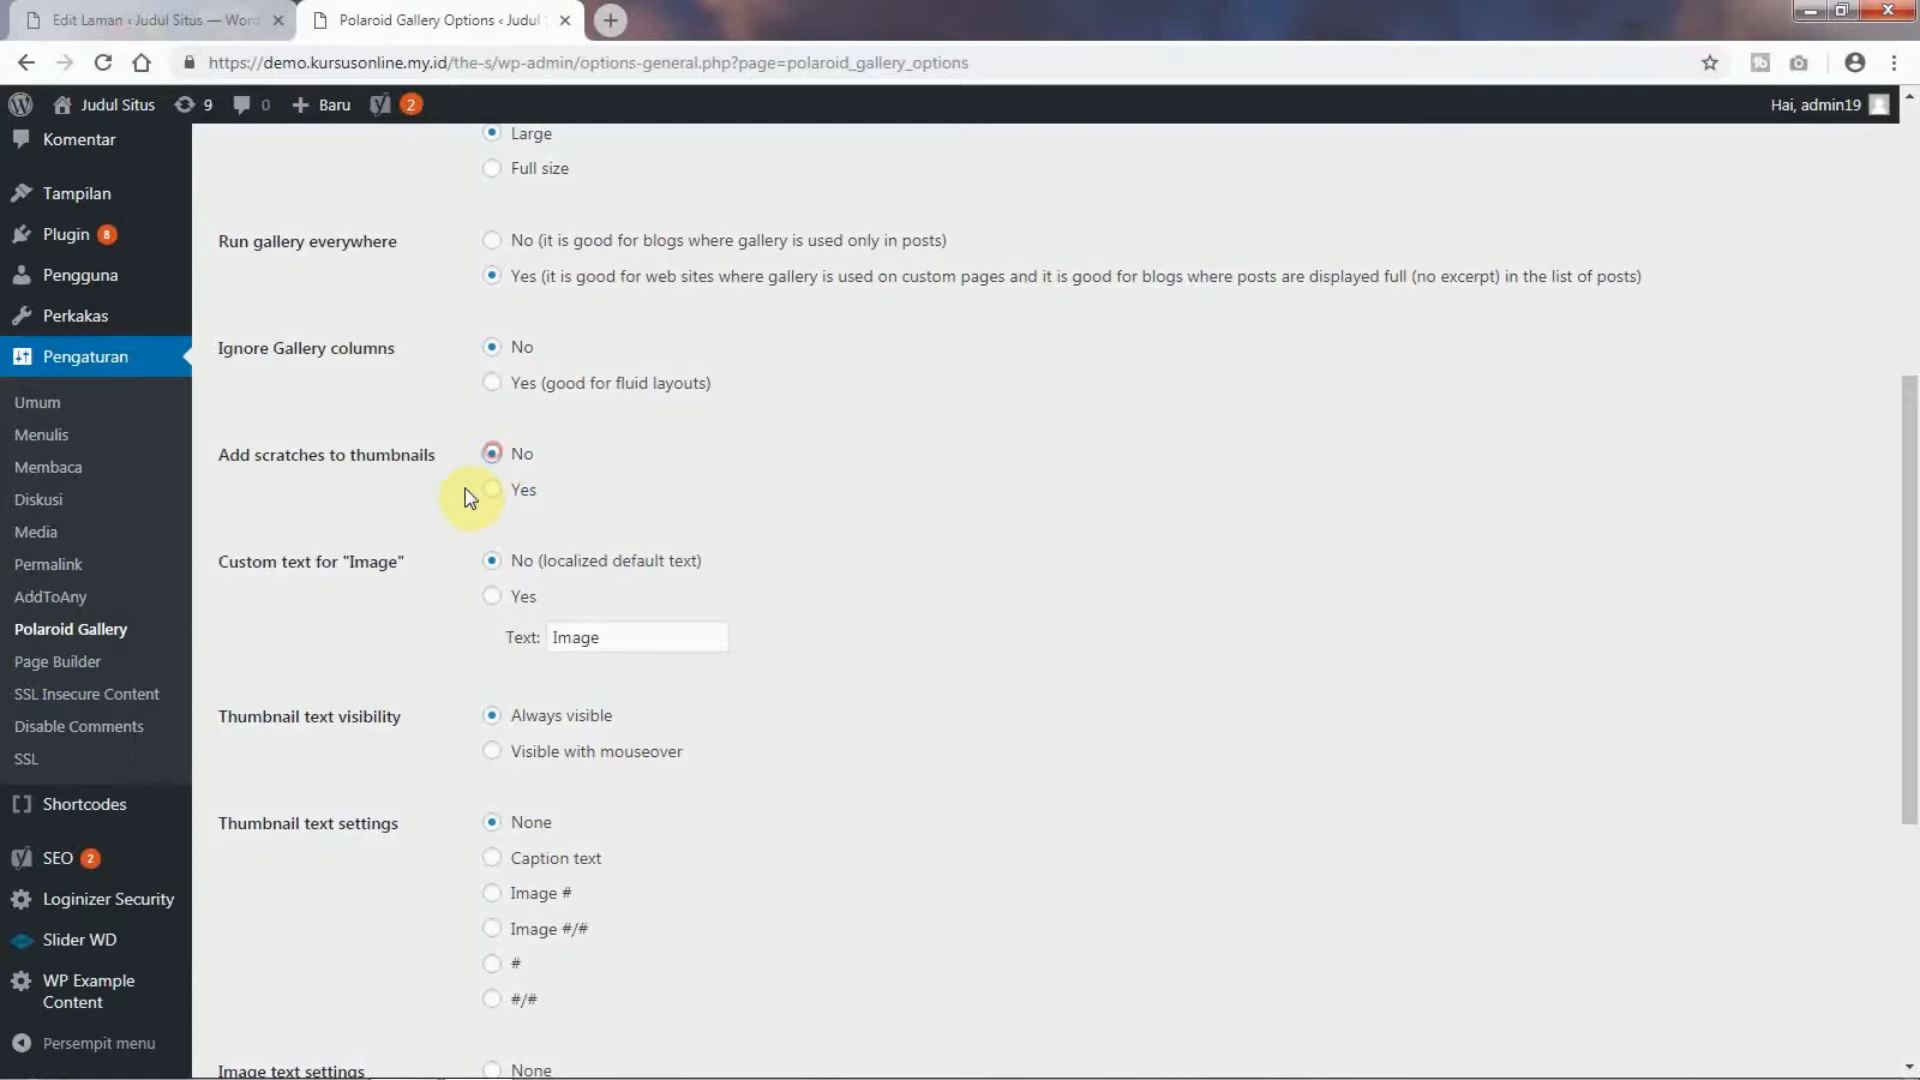 Edit Laman ‹ Judul Situs — Wor
Polaroid Gallery Options ‹ Judul
https://demo.kursusonline.my.id/the-s/wp-admin/options-general.php?page=polaroid_gallery_options
Judul Situs 9 0 Baru 2 Hai, admin19
Komentar
Tampilan
Plugin 8
Pengguna
Perkakas
Pengaturan
Umum
Menulis
Membaca
Diskusi
Media
Permalink
AddToAny
Polaroid Gallery
Page Builder
SSL Insecure Content
Disable Comments
SSL
Shortcodes
SEO 2
Loginizer Security
Slider WD
WP Example
Content
Persempit menu
Large
Full size
Run gallery everywhere
No (it is good for blogs where gallery is used only in posts)
Yes (it is good for web sites where gallery is used on custom pages and it is good for blogs where posts are displayed full (no excerpt) in the list of posts)
Ignore Gallery columns
No
Yes (good for fluid layouts)
Add scratches to thumbnails
No
Yes
Custom text for "Image"
No (localized default text)
Yes
Text: Image
Thumbnail text visibility
Always visible
Visible with mouseover
Thumbnail text settings
None
Caption text
Image #
Image #/#
#
#/#
Image text settings
None